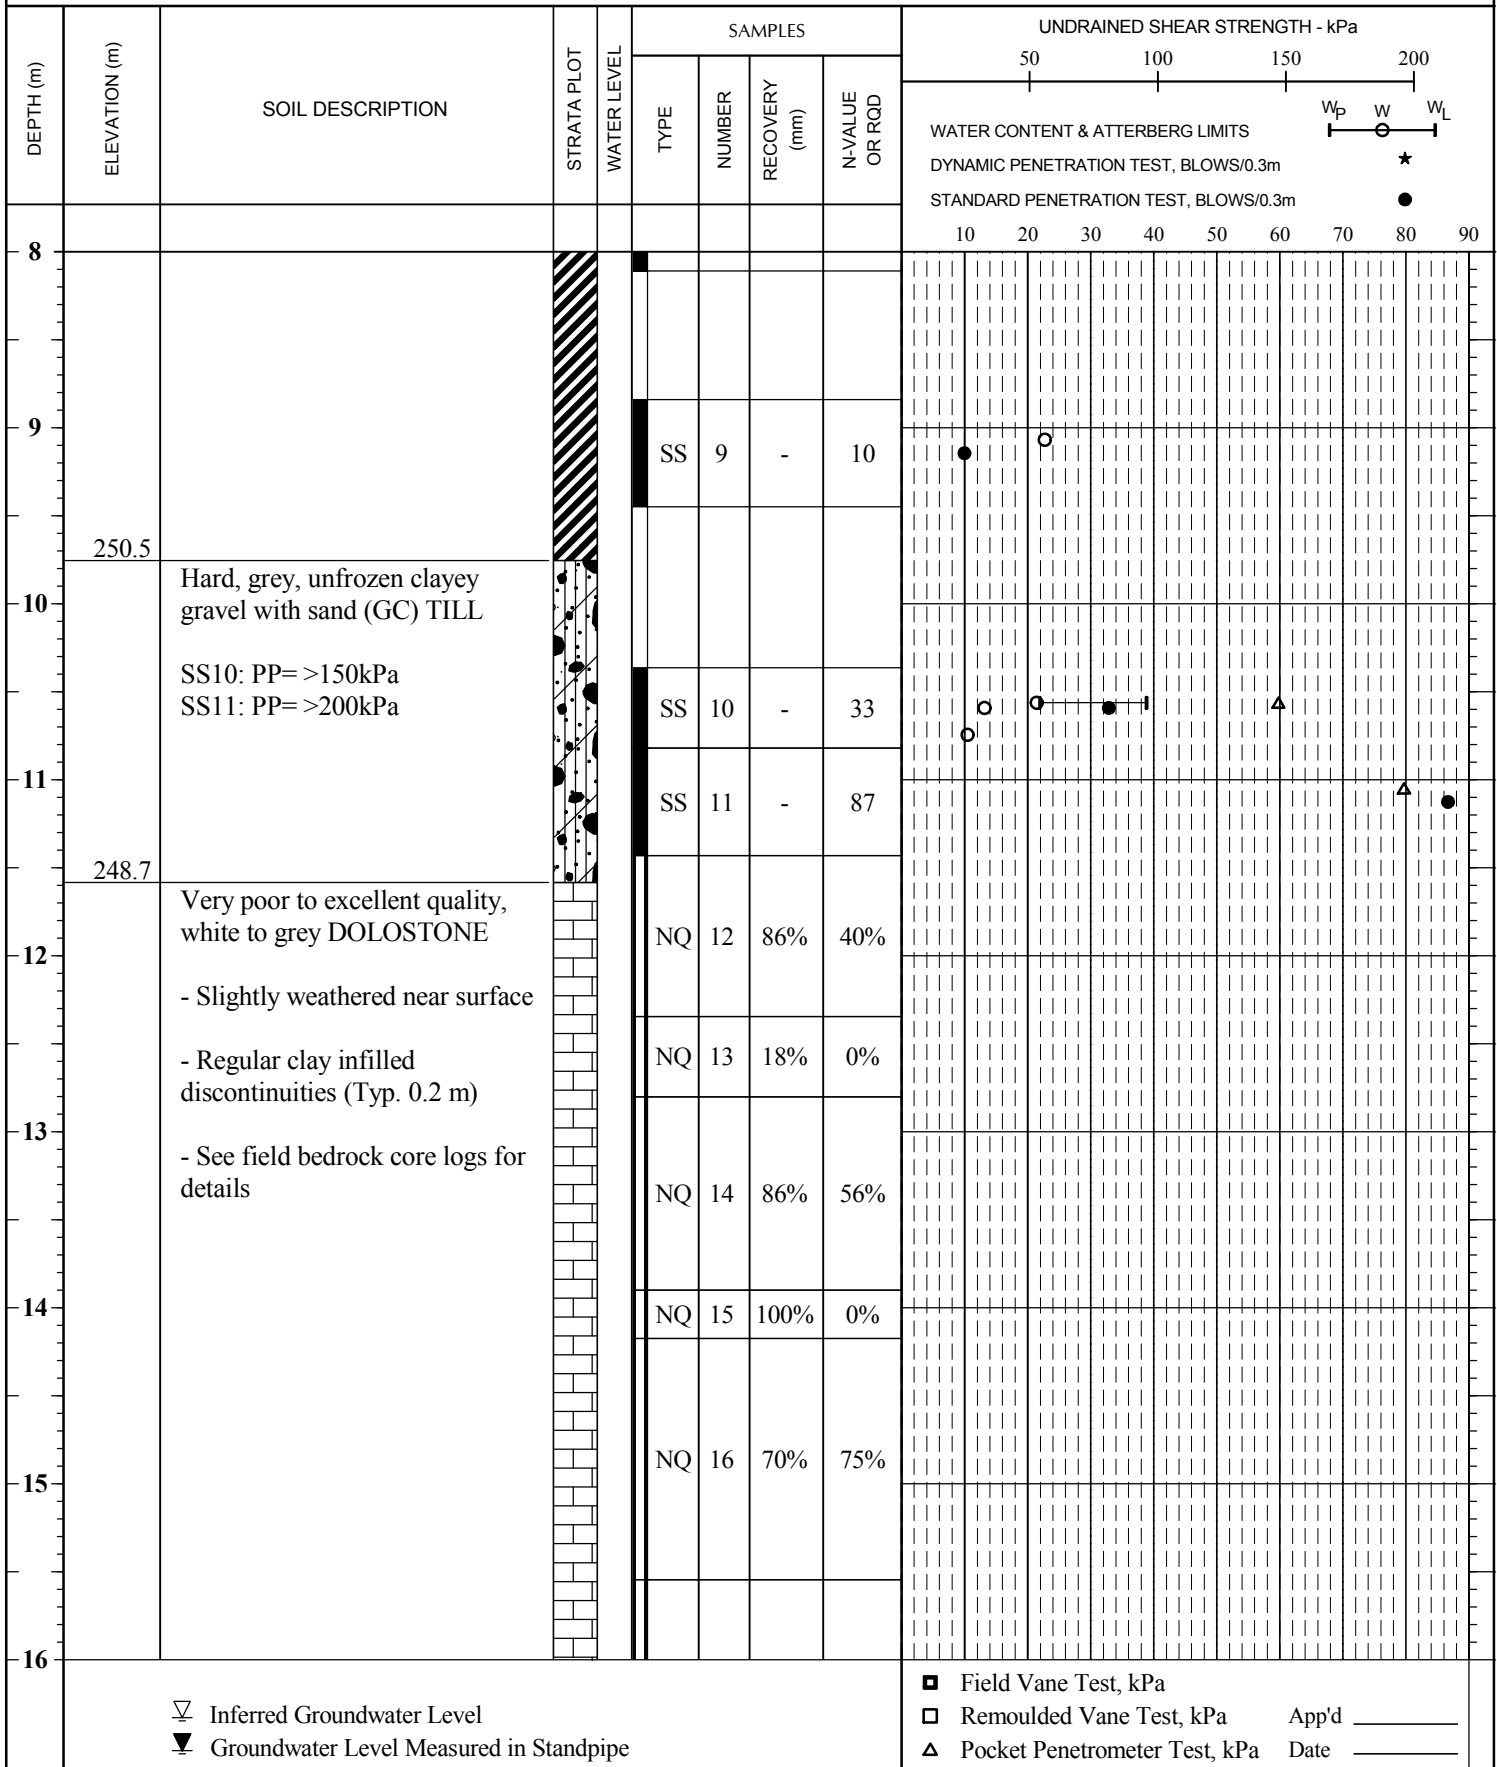 DEPTH (m)
ELEVATION (m)
SOIL DESCRIPTION
STRATA PLOT
WATER LEVEL
SAMPLES
TYPE
NUMBER
RECOVERY (mm)
N-VALUE OR RQD
UNDRAINED SHEAR STRENGTH - kPa
50 100 150 200
WATER CONTENT & ATTERBERG LIMITS WP W WL
DYNAMIC PENETRATION TEST, BLOWS/0.3m ★
STANDARD PENETRATION TEST, BLOWS/0.3m ●
10 20 30 40 50 60 70 80 90
8
9
SS 9 - 10
250.5
Hard, grey, unfrozen clayey
10
gravel with sand (GC) TILL
SS10: PP= >150kPa
SS11: PP= >200kPa
SS 10 - 33
11
SS 11 - 87
248.7
Very poor to excellent quality,
white to grey DOLOSTONE
NQ 12 86% 40%
12
- Slightly weathered near surface
- Regular clay infilled
NQ 13 18% 0%
discontinuities (Typ. 0.2 m)
13
- See field bedrock core logs for
details
NQ 14 86% 56%
14
NQ 15 100% 0%
NQ 16 70% 75%
15
16
Inferred Groundwater Level
Groundwater Level Measured in Standpipe
Field Vane Test, kPa
Remoulded Vane Test, kPa App'd
Pocket Penetrometer Test, kPa Date